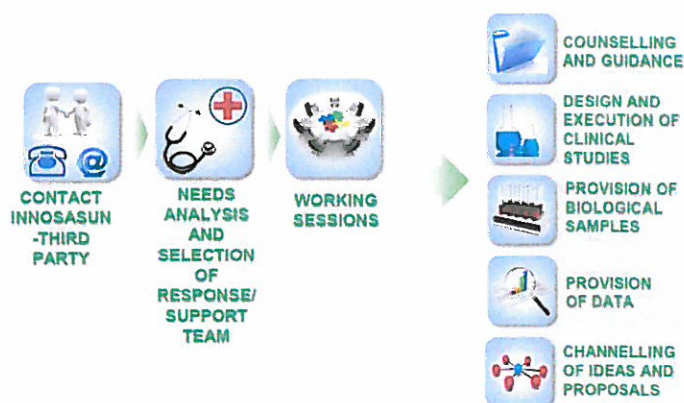 CONTACT
INNOSASUN
-THIRD
PARTY
NEEDS
ANALYSIS
AND
SELECTION
OF
RESPONSE/
SUPPORT
TEAM
WORKING
SESSIONS
COUNSELLING
AND GUIDANCE
DESIGN AND
EXECUTION OF
CLINICAL
STUDIES
PROVISION OF
BIOLOGICAL
SAMPLES
PROVISION
OF DATA
CHANNELLING
OF IDEAS AND
PROPOSALS